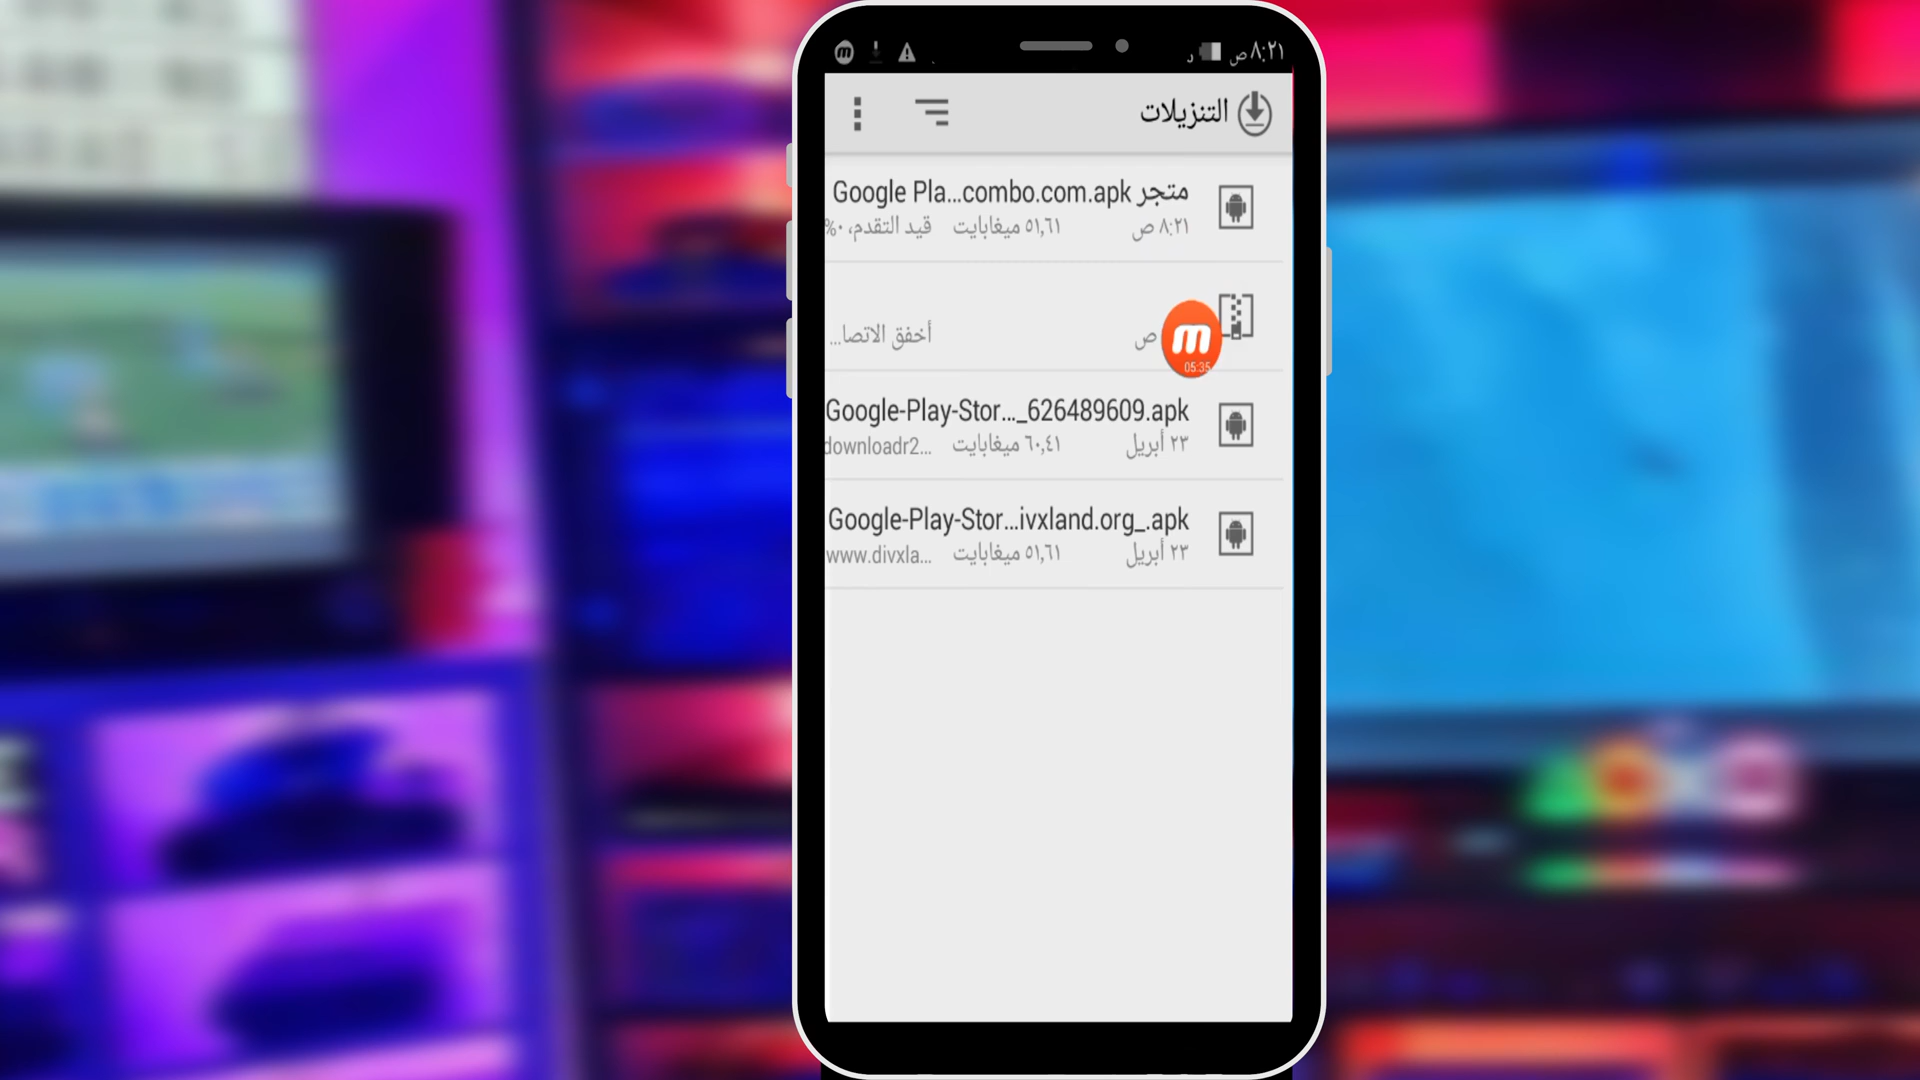 ٨:٢١ ص
التنزيلات
متجر Google Pla...combo.com.apk
٨:٢١ ص ٥١,٦١ ميغابايت قيد التقدم، ٠%
ص أخفق الاتصا...
Google-Play-Stor..._626489609.apk
٢٣ أبريل ٦٠,٤١ ميغابايت downloadr2...
Google-Play-Stor...ivxland.org_.apk
٢٣ أبريل ٥١,٦١ ميغابايت www.divxla...
m
05:35